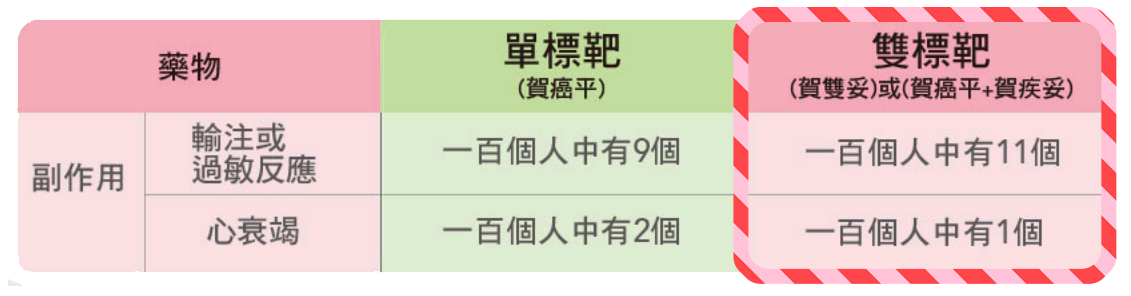 藥物
單標靶
(賀癌平)
雙標靶
(賀雙妥)或(賀癌平+賀疾妥)
副作用
輸注或
過敏反應
一百個人中有9個
一百個人中有11個
心衰竭
一百個人中有2個
一百個人中有1個